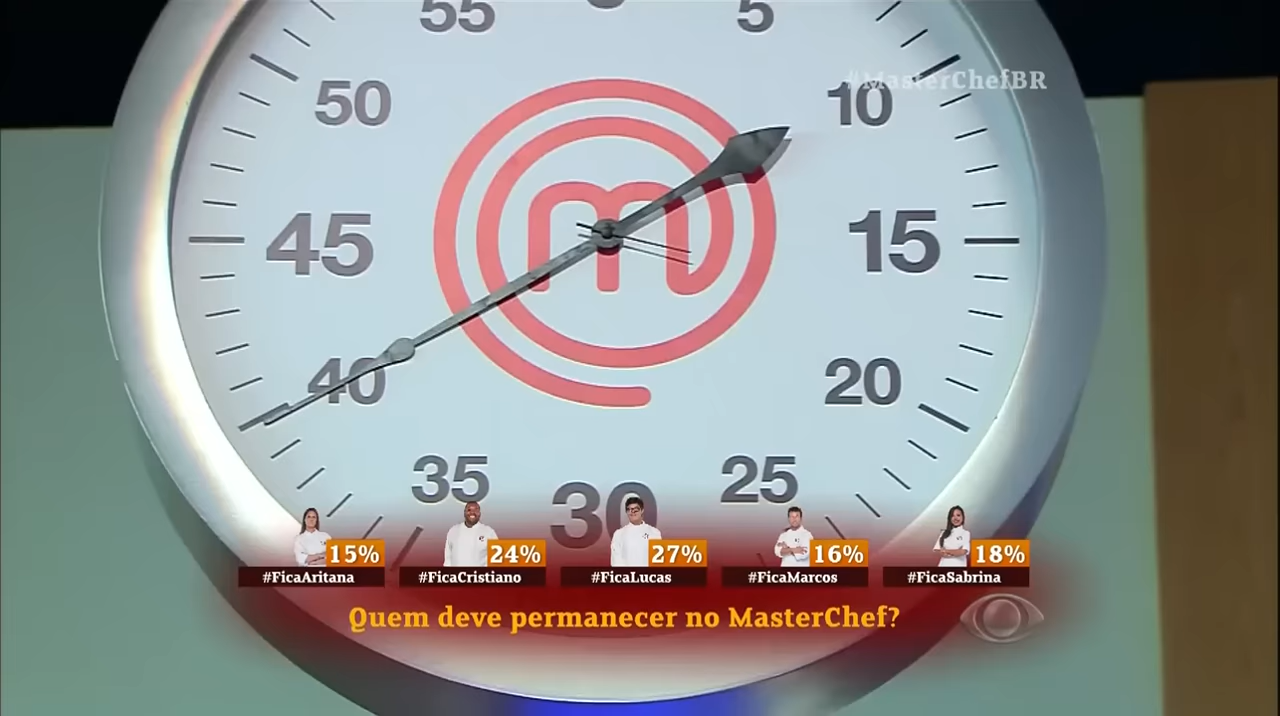 55
5
#MasterChefBR
50
10
m
45
15
40
20
35
25
30
15%
24%
27%
16%
18%
#FicaAritana
#FicaCristiano
#FicaLucas
#FicaMarcos
#FicaSabrina
Quem deve permanecer no MasterChef?